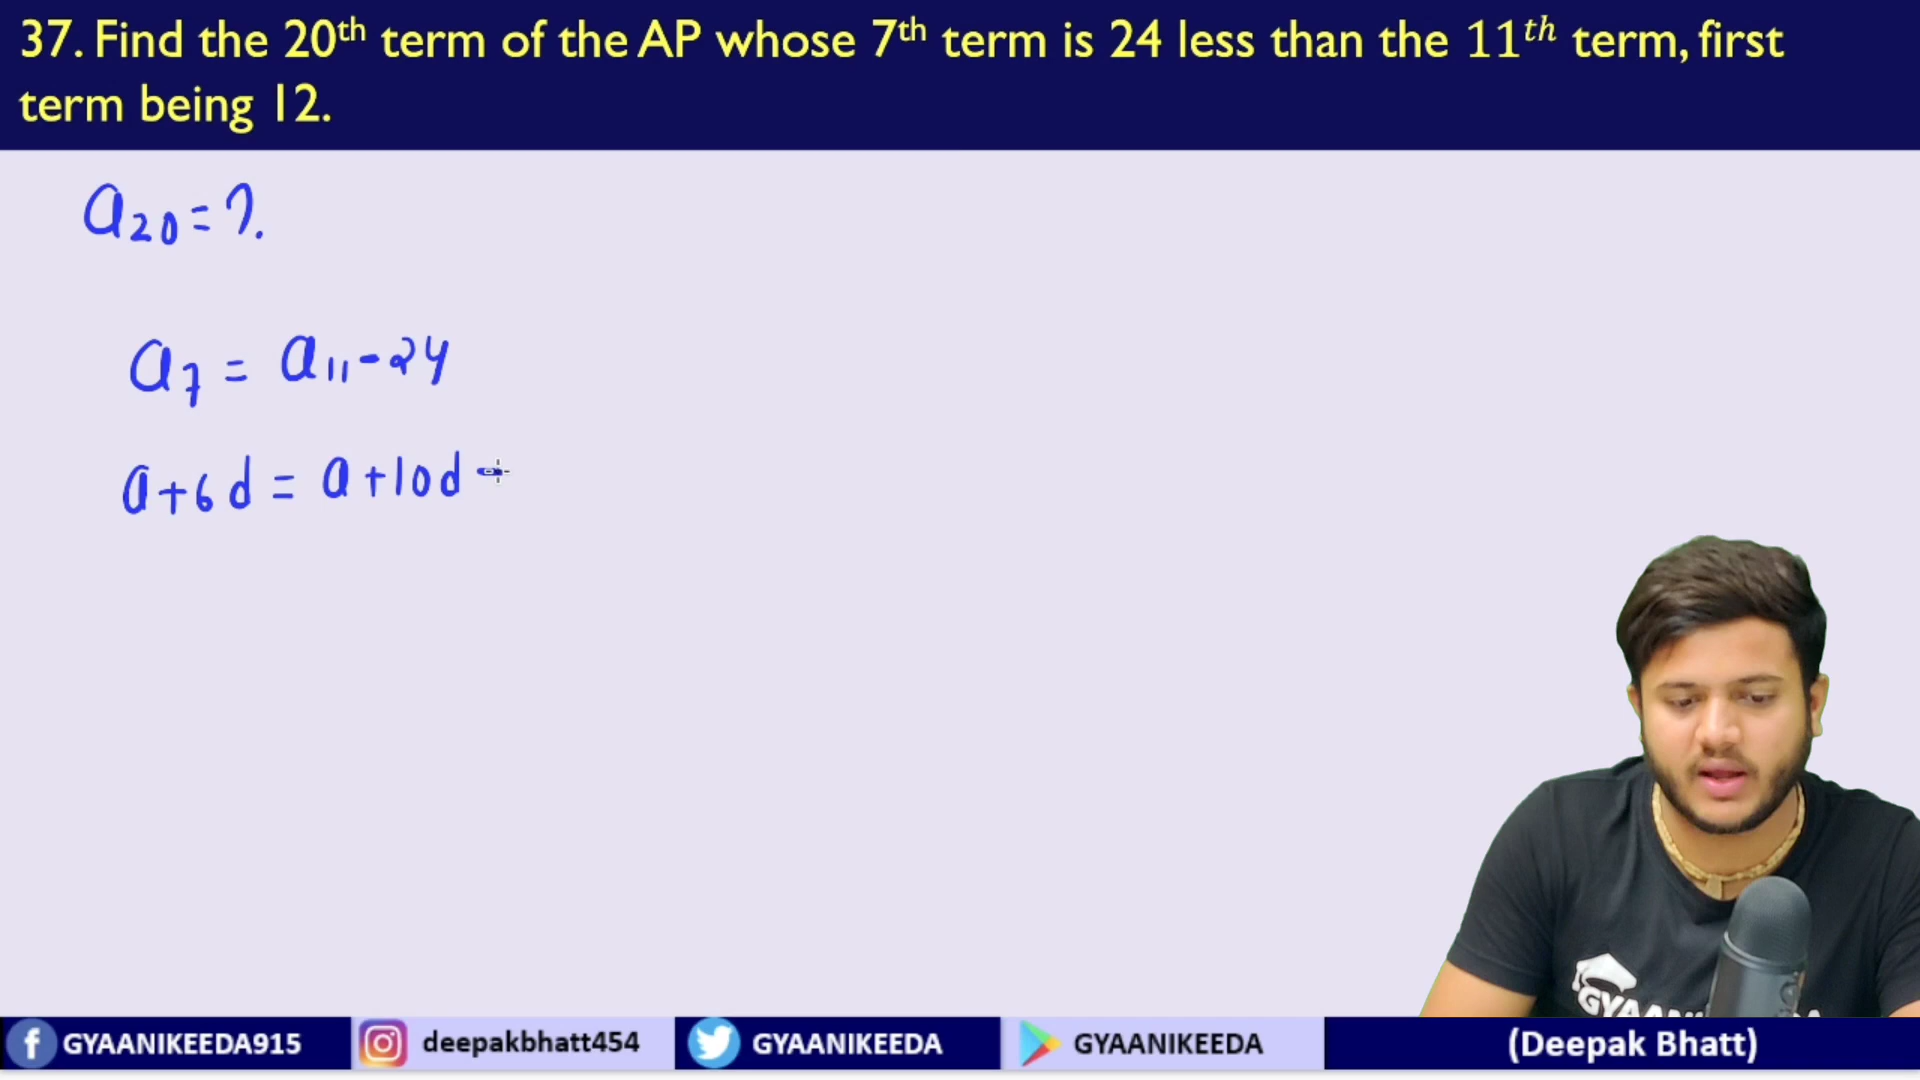 37. Find the 20th term of the AP whose 7th term is 24 less than the 11th term, first
term being 12.
a20 = ?.
a7 = a11 - 24
a + 6d = a + 10d -
GYAANIKEEDA915
deepakbhatt454
GYAANIKEEDA
GYAANIKEEDA
(Deepak Bhatt)